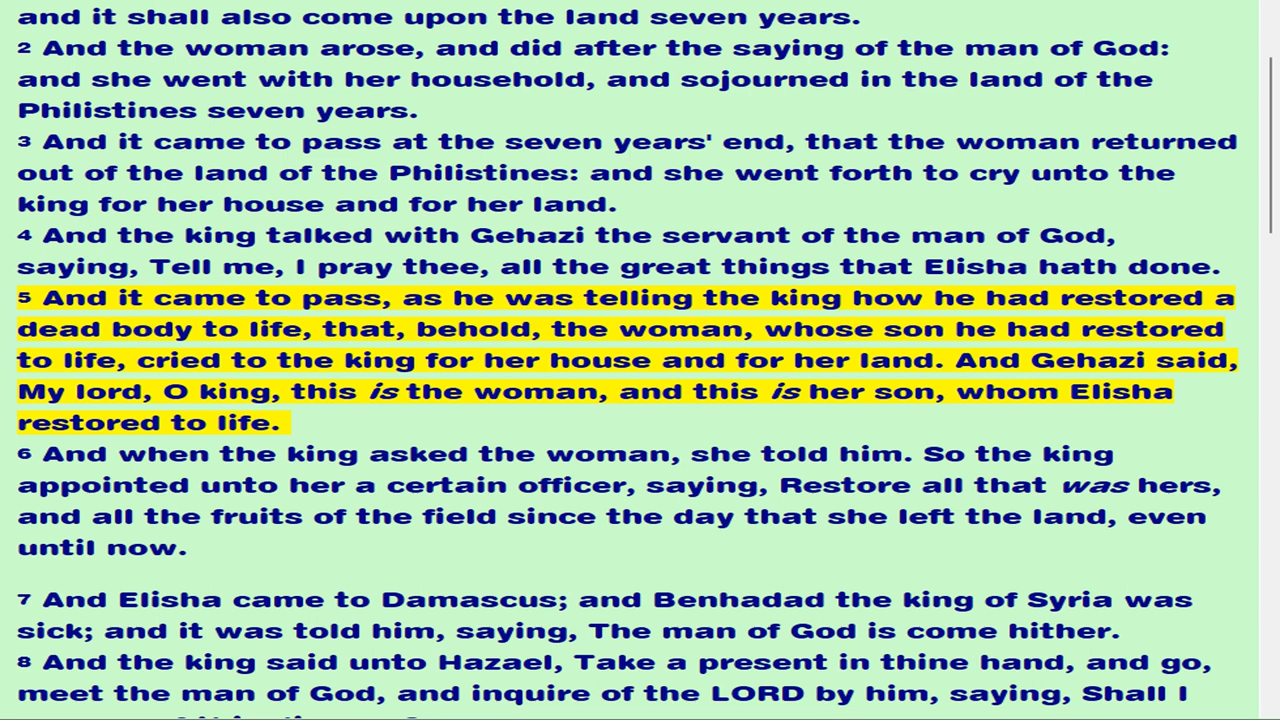 and it shall also come upon the land seven years.
2 And the woman arose, and did after the saying of the man of God:
and she went with her household, and sojourned in the land of the
Philistines seven years.
3 And it came to pass at the seven years' end, that the woman returned
out of the land of the Philistines: and she went forth to cry unto the
king for her house and for her land.
4 And the king talked with Gehazi the servant of the man of God,
saying, Tell me, I pray thee, all the great things that Elisha hath done.
5 And it came to pass, as he was telling the king how he had restored a
dead body to life, that, behold, the woman, whose son he had restored
to life, cried to the king for her house and for her land. And Gehazi said,
My lord, O king, this is the woman, and this is her son, whom Elisha
restored to life.
6 And when the king asked the woman, she told him. So the king
appointed unto her a certain officer, saying, Restore all that was hers,
and all the fruits of the field since the day that she left the land, even
until now.
7 And Elisha came to Damascus; and Benhadad the king of Syria was
sick; and it was told him, saying, The man of God is come hither.
8 And the king said unto Hazael, Take a present in thine hand, and go,
meet the man of God, and inquire of the LORD by him, saying, Shall I